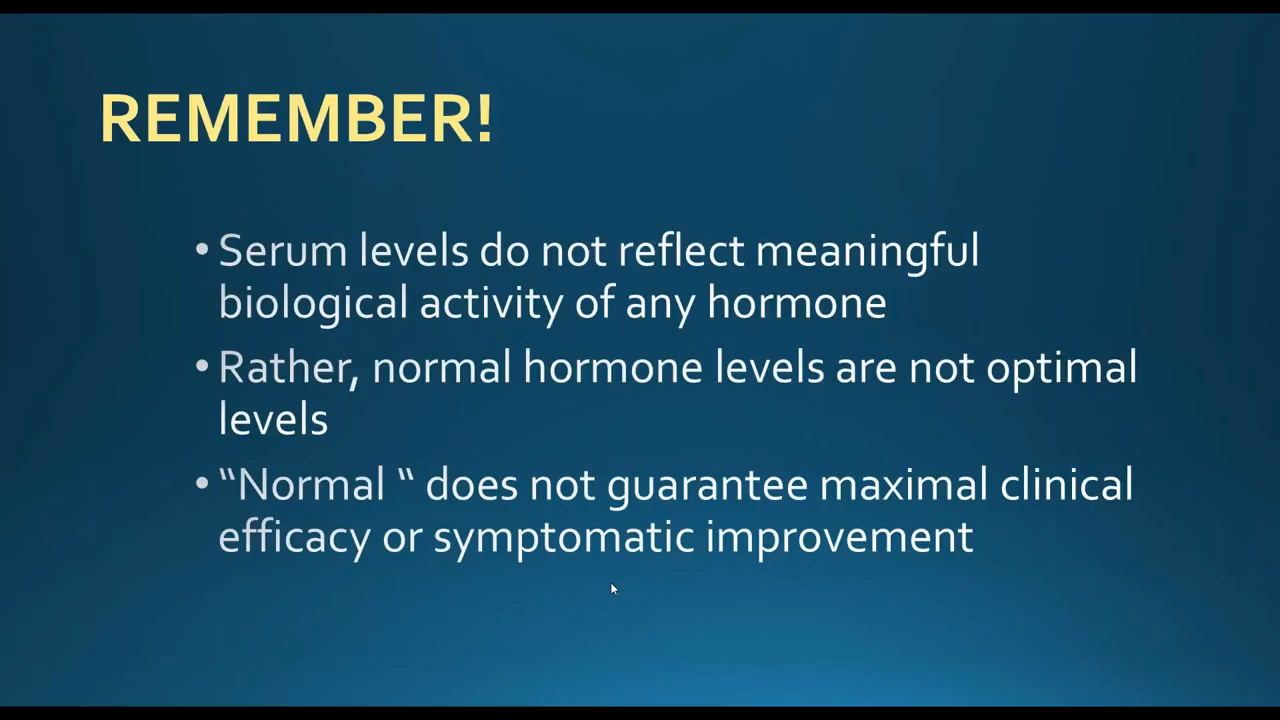 REMEMBER!
• Serum levels do not reflect meaningful
biological activity of any hormone
• Rather, normal hormone levels are not optimal
levels
• “Normal “ does not guarantee maximal clinical
efficacy or symptomatic improvement